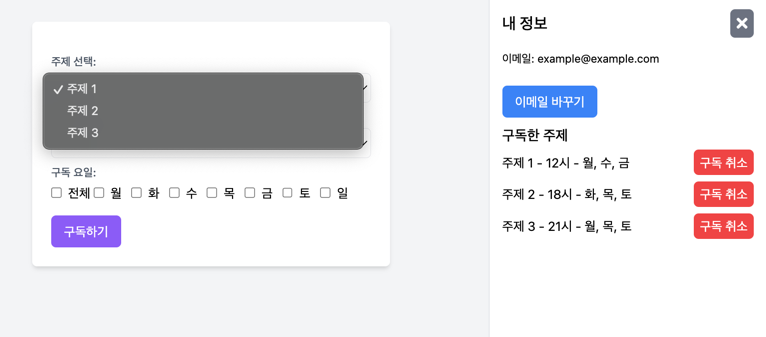 주제 선택:
✓ 주제 1
주제 2
주제 3
구독 요일:
전체 월 화 수 목 금 토 일
구독하기
내 정보
이메일: example@example.com
이메일 바꾸기
구독한 주제
주제 1 - 12시 - 월, 수, 금 구독 취소
주제 2 - 18시 - 화, 목, 토 구독 취소
주제 3 - 21시 - 월, 목, 토 구독 취소